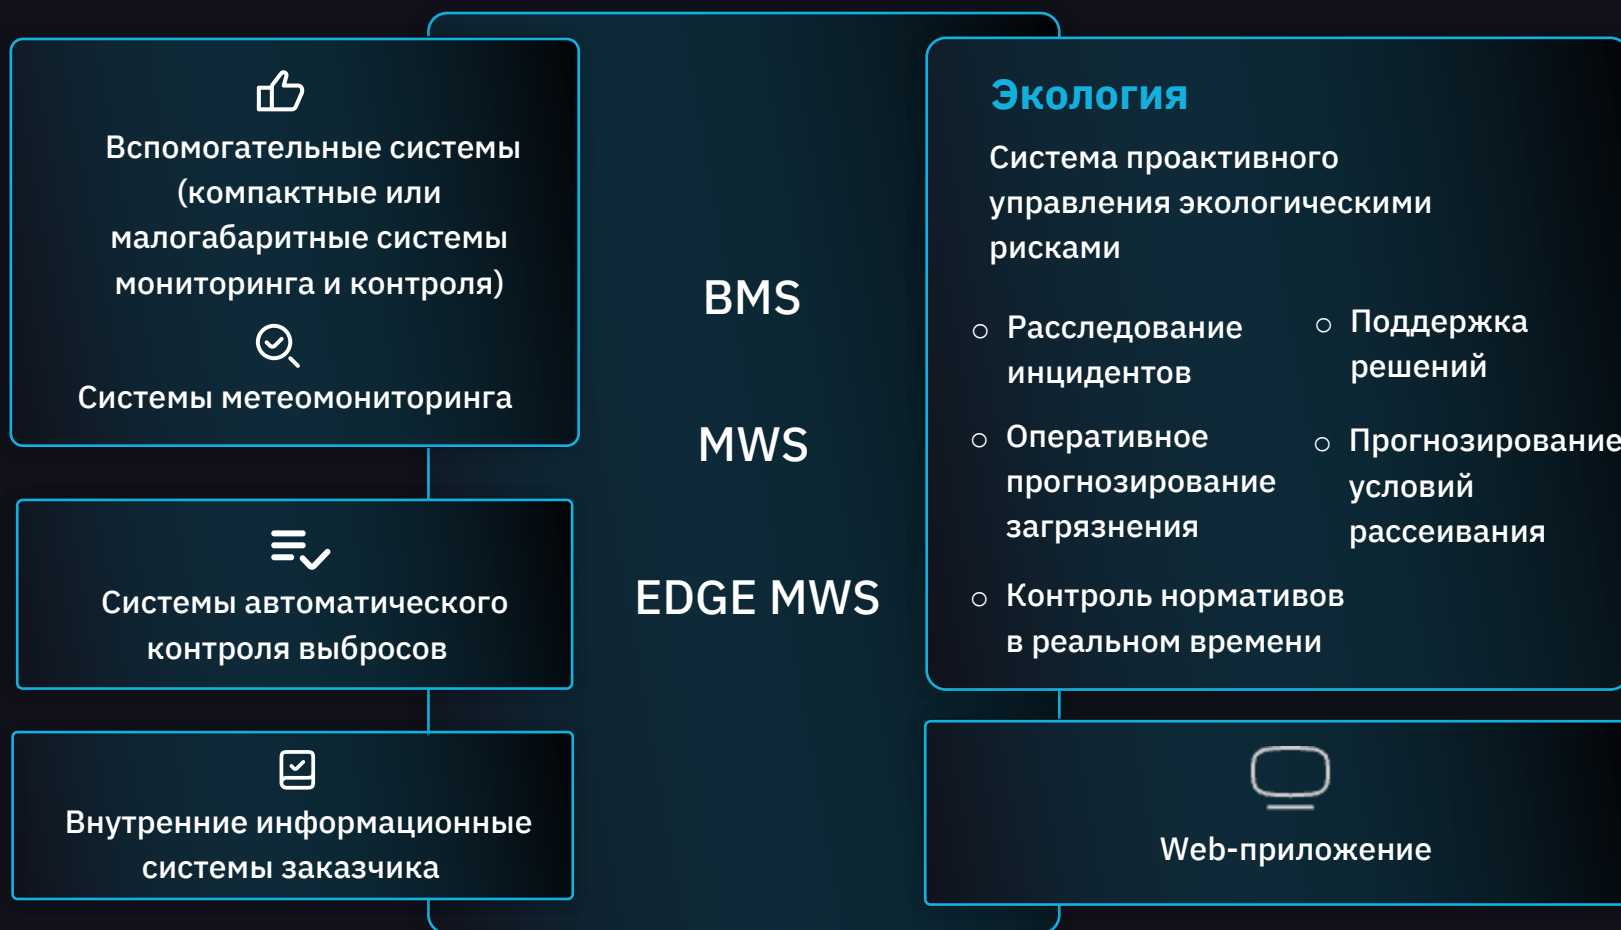 Вспомогательные системы
(компактные или
малогабаритные системы
мониторинга и контроля)
Системы метеомониторинга
Системы автоматического
контроля выбросов
Внутренние информационные
системы заказчика
BMS
MWS
EDGE MWS
Экология
Система проактивного
управления экологическими
рисками
Расследование
инцидентов
Оперативное
прогнозирование
загрязнения
Контроль нормативов
в реальном времени
Поддержка
решений
Прогнозирование
условий
рассеивания
Web-приложение